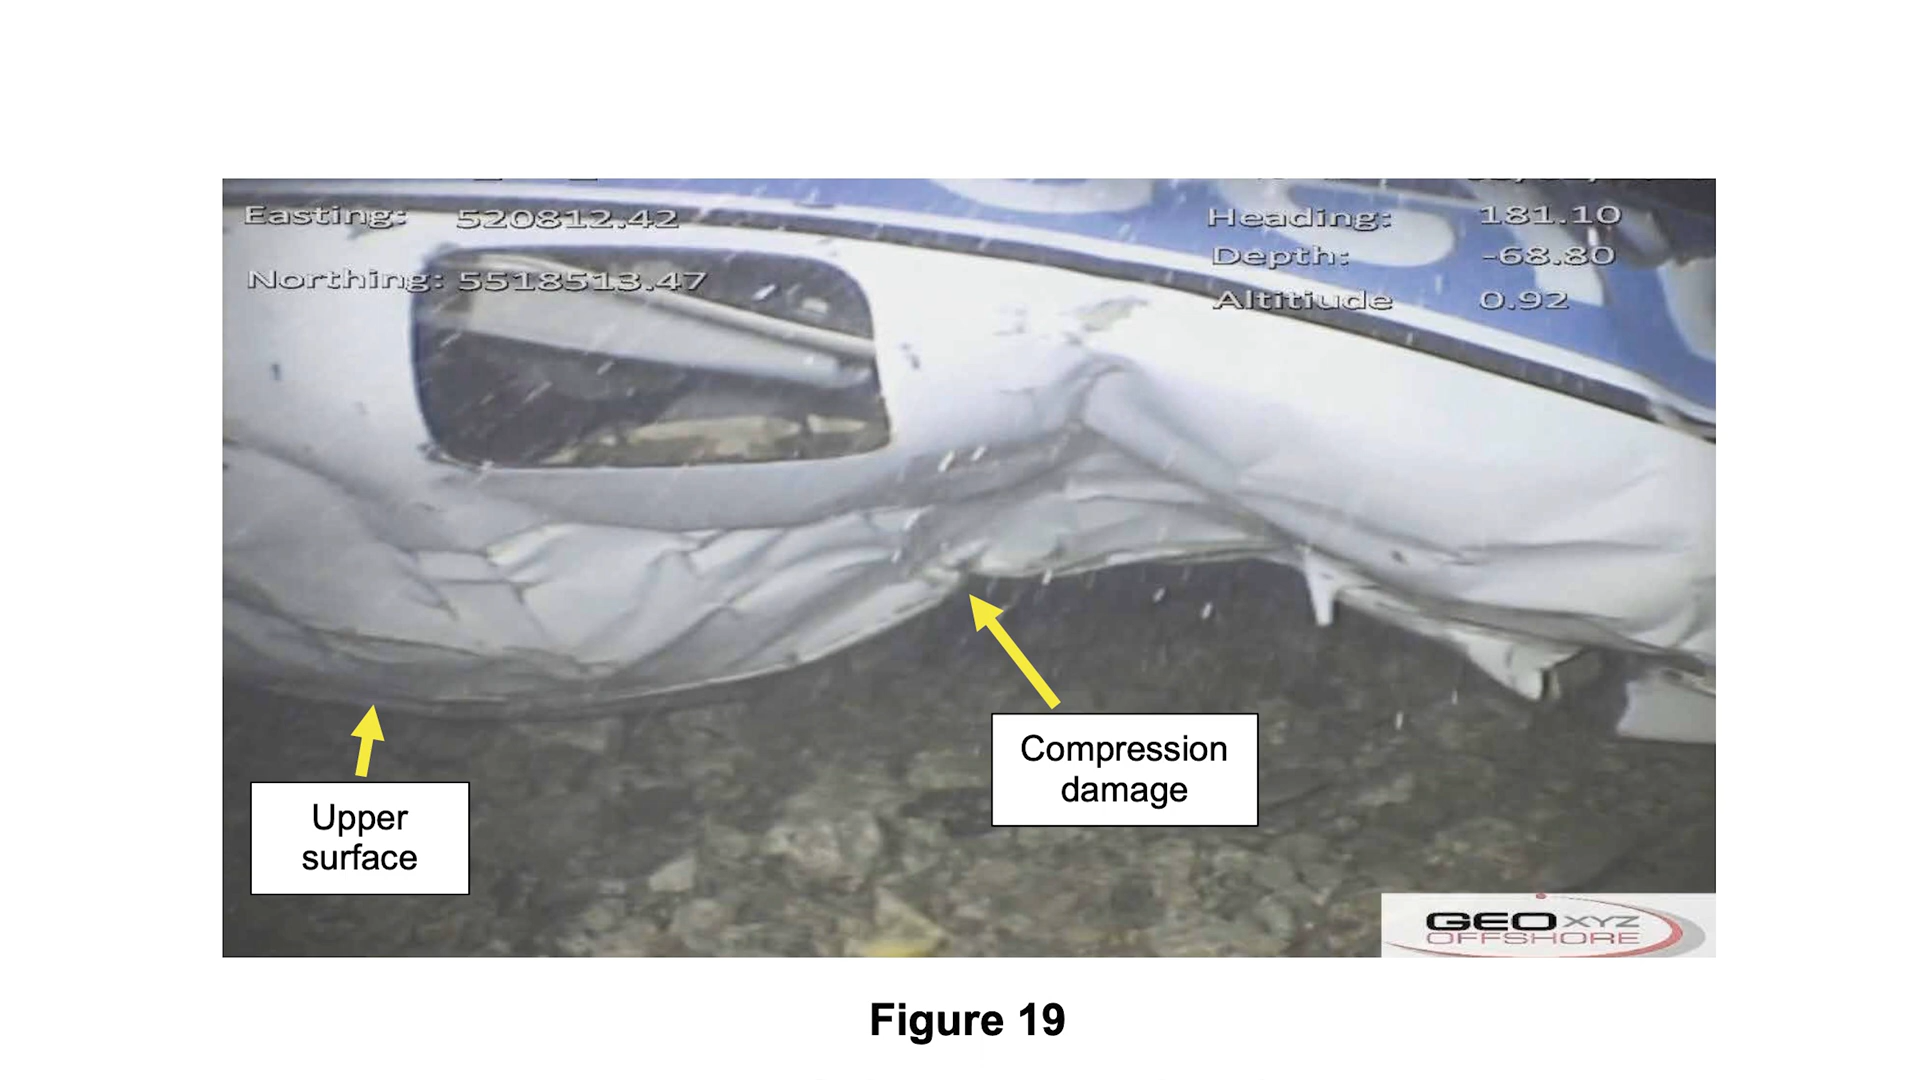 Easting: 520812.42
Northing: 5518513.47
Heading: 181.10
Depth: -68.80
Altitiude 0.92
Compression
damage
Upper
surface
GEO XYZ
OFFSHORE
Figure 19